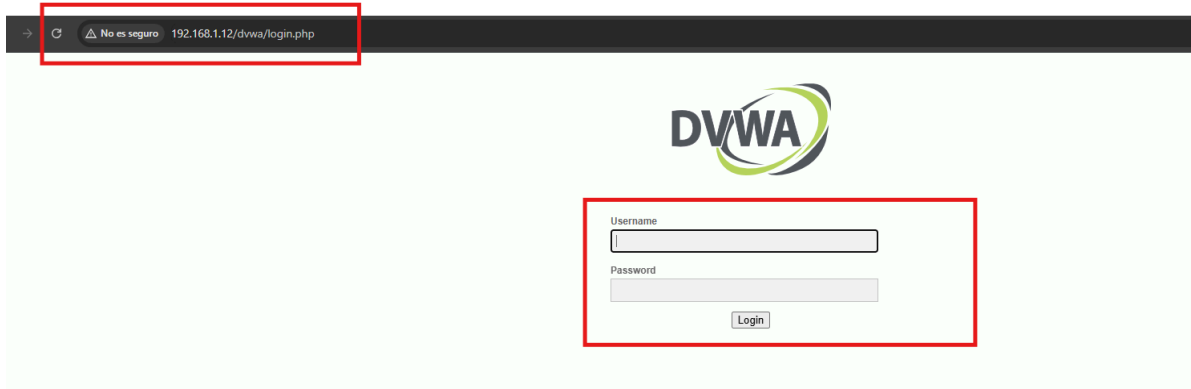 No es seguro 192.168.1.12/dvwa/login.php
DVWA
Username
Password
Login